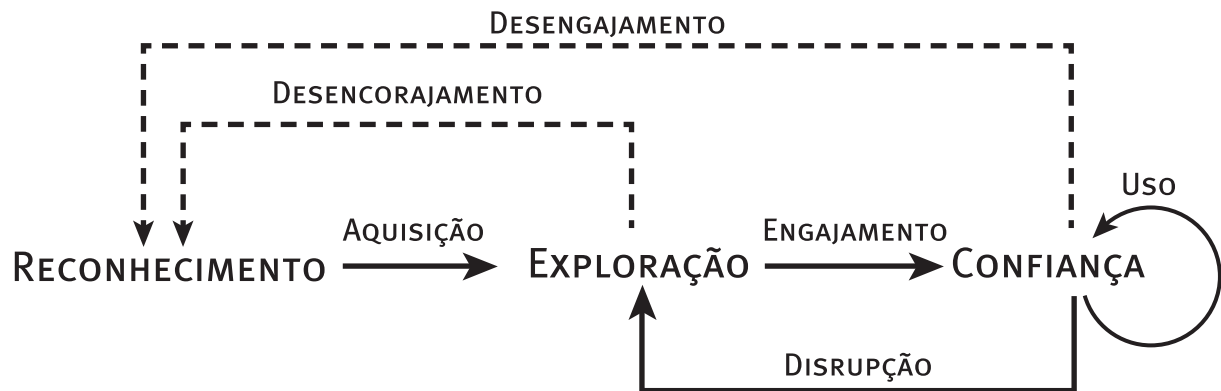 Desengajamento
Desencorajamento
Uso
Aquisição
Engajamento
Reconhecimento
Exploração
Confiança
Disrupção